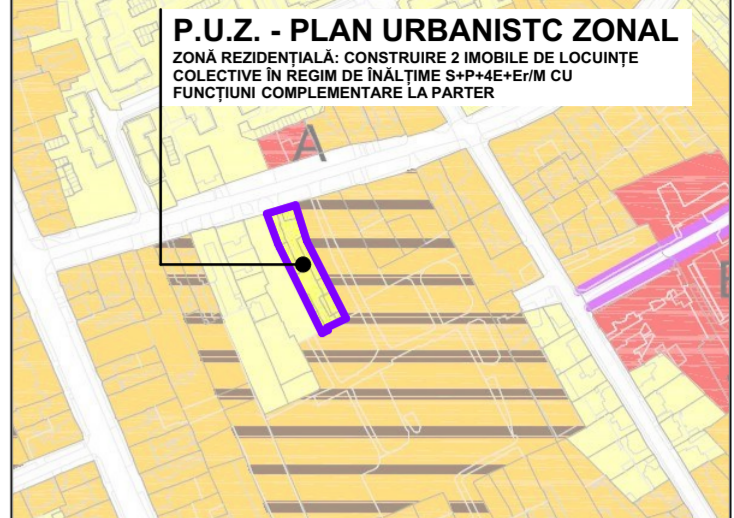 P.U.Z. - PLAN URBANISTC ZONAL
ZONĂ REZIDENȚIALĂ: CONSTRUIRE 2 IMOBILE DE LOCUINȚE
COLECTIVE ÎN REGIM DE ÎNĂLȚIME S+P+4E+Er/M CU
FUNCȚIUNI COMPLEMENTARE LA PARTER
A